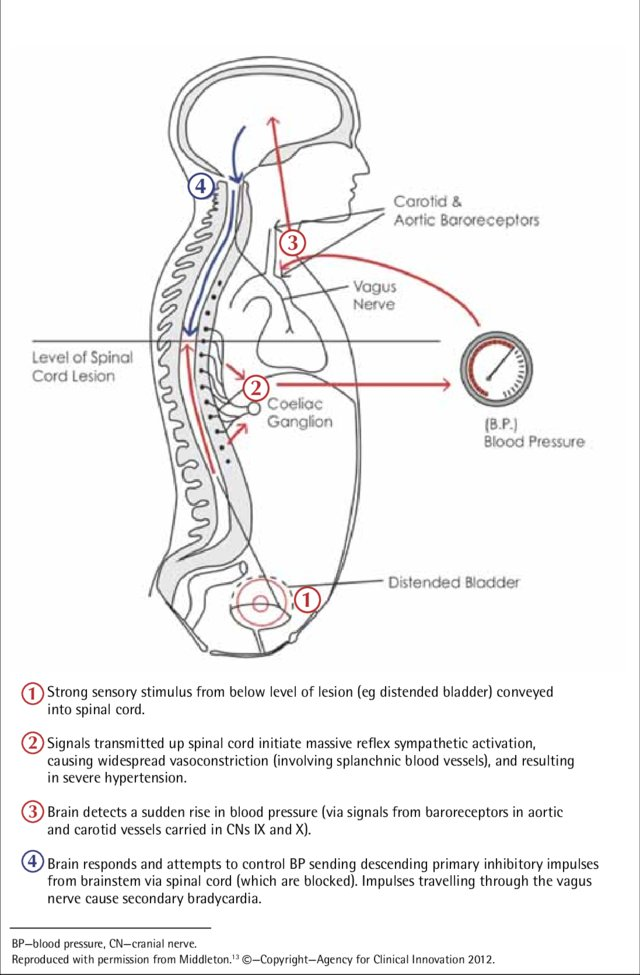 4
Carotid &
Aortic Baroreceptors
3
Vagus
Nerve
Level of Spinal
Cord Lesion
2
Coeliac
Ganglion
(B.P.)
Blood Pressure
Distended Bladder
1
1 Strong sensory stimulus from below level of lesion (eg distended bladder) conveyed
into spinal cord.
2 Signals transmitted up spinal cord initiate massive reflex sympathetic activation,
causing widespread vasoconstriction (involving splanchnic blood vessels), and resulting
in severe hypertension.
3 Brain detects a sudden rise in blood pressure (via signals from baroreceptors in aortic
and carotid vessels carried in CNs IX and X).
4 Brain responds and attempts to control BP sending descending primary inhibitory impulses
from brainstem via spinal cord (which are blocked). Impulses travelling through the vagus
nerve cause secondary bradycardia.
BP—blood pressure, CN—cranial nerve.
Reproduced with permission from Middleton.¹³ ©—Copyright—Agency for Clinical Innovation 2012.